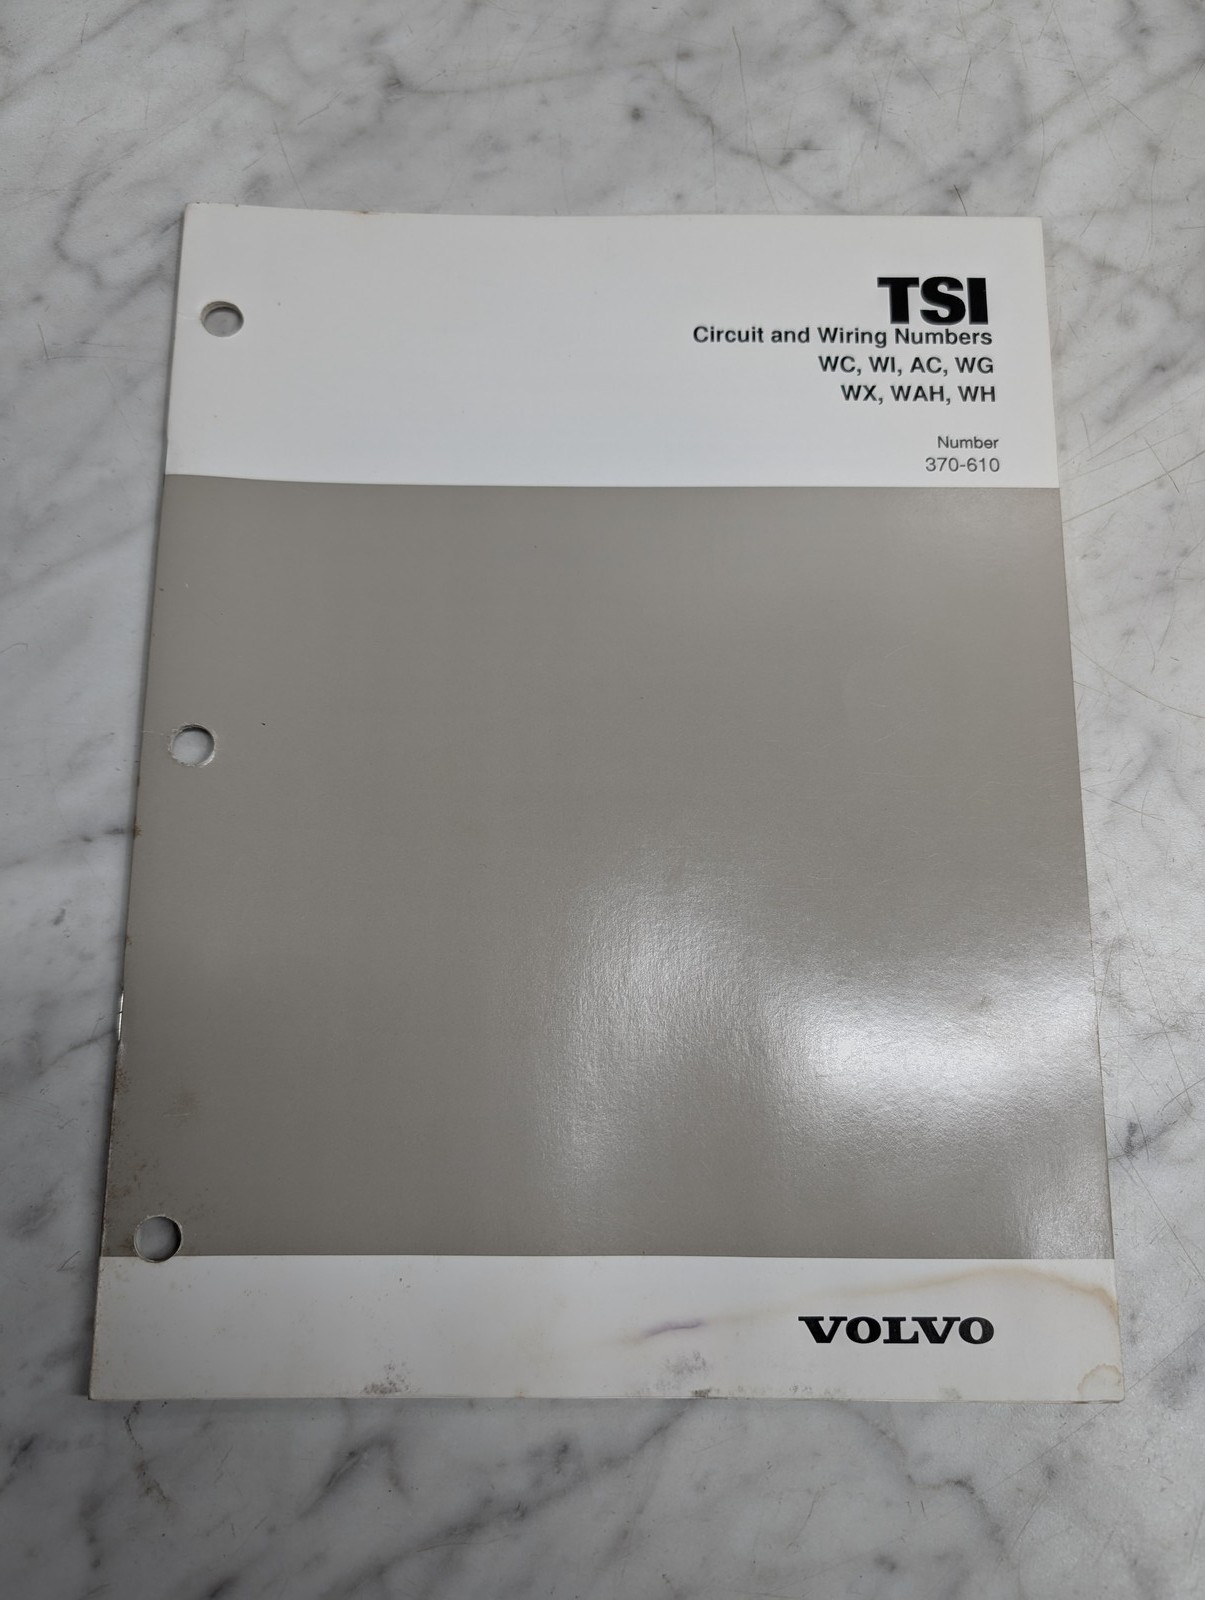 TSI
Circuit and Wiring Numbers
WC, WI, AC, WG
WX, WAH, WH
Number
370-610
VOLVO